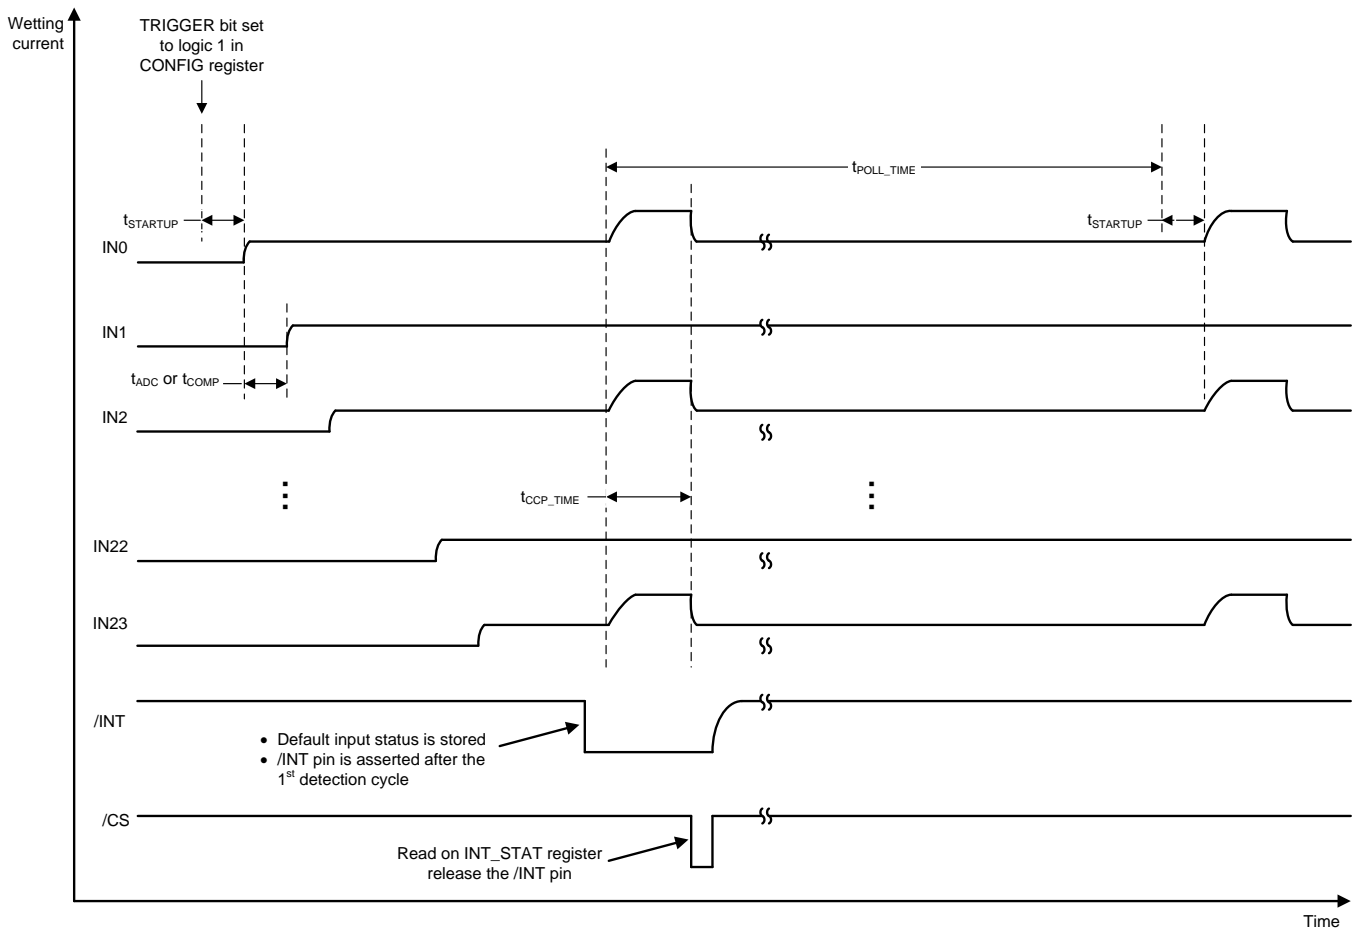 Wetting
current
TRIGGER bit set
to logic 1 in
CONFIG register
tPOLL_TIME
tSTARTUP
tSTARTUP
IN0
IN1
tADC or tCOMP
IN2
tCCP_TIME
IN22
IN23
/INT
• Default input status is stored
• /INT pin is asserted after the
1st detection cycle
/CS
Read on INT_STAT register
release the /INT pin
Time